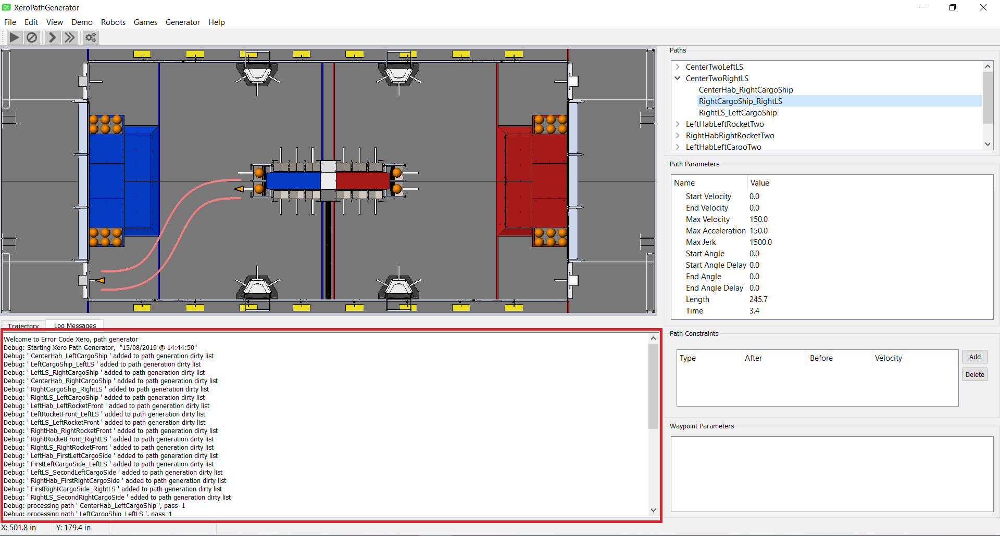 XeroPathGenerator
File Edit View Demo Robots Games Generator Help
Paths
CenterTwoLeftLS
CenterTwoRightLS
CenterHab_RightCargoShip
RightCargoShip_RightLS
RightLS_LeftCargoShip
LeftHabLeftRocketTwo
RightHabRightRocketTwo
LeftHabLeftCargoTwo
Path Parameters
Name Value
Start Velocity 0.0
End Velocity 0.0
Max Velocity 150.0
Max Acceleration 150.0
Max Jerk 1500.0
Start Angle 0.0
Start Angle Delay 0.0
End Angle 0.0
End Angle Delay 0.0
Length 245.7
Time 3.4
Trajectory Log Messages
Welcome to Error Code Xero, path generator
Debug: Starting Xero Path Generator,  "15/08/2019 @ 14:44:50"
Debug: ' CenterHab_LeftCargoShip ' added to path generation dirty list
Debug: ' LeftCargoShip_LeftLS ' added to path generation dirty list
Debug: ' LeftLS_RightCargoShip ' added to path generation dirty list
Debug: ' CenterHab_RightCargoShip ' added to path generation dirty list
Debug: ' RightCargoShip_RightLS ' added to path generation dirty list
Debug: ' RightLS_LeftCargoShip ' added to path generation dirty list
Debug: ' LeftHab_LeftRocketFront ' added to path generation dirty list
Debug: ' LeftRocketFront_LeftLS ' added to path generation dirty list
Debug: ' LeftLS_LeftRocketFront ' added to path generation dirty list
Debug: ' RightHab_RightRocketFront ' added to path generation dirty list
Debug: ' RightRocketFront_RightLS ' added to path generation dirty list
Debug: ' RightLS_RightRocketFront ' added to path generation dirty list
Debug: ' LeftHab_FirstLeftCargoSide ' added to path generation dirty list
Debug: ' FirstLeftCargoSide_LeftLS ' added to path generation dirty list
Debug: ' LeftLS_SecondLeftCargoSide ' added to path generation dirty list
Debug: ' RightHab_FirstRightCargoSide ' added to path generation dirty list
Debug: ' FirstRightCargoSide_RightLS ' added to path generation dirty list
Debug: ' RightLS_SecondRightCargoSide ' added to path generation dirty list
Debug: processing path ' CenterHab_LeftCargoShip ', pass  1
Debug: processing path ' LeftCargoShip_LeftLS ', pass  1
Path Constraints
Type After Before Velocity
Add
Delete
Waypoint Parameters
X: 501.8 in Y: 179.4 in